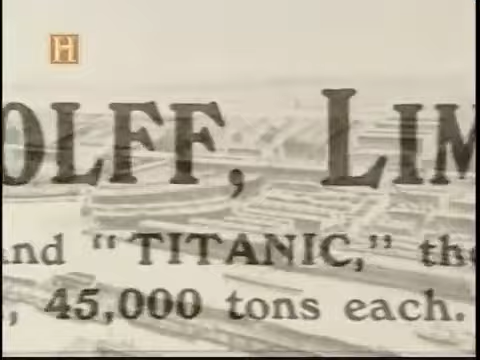 H
OLFF, LIM
and "TITANIC," the
, 45,000 tons each.